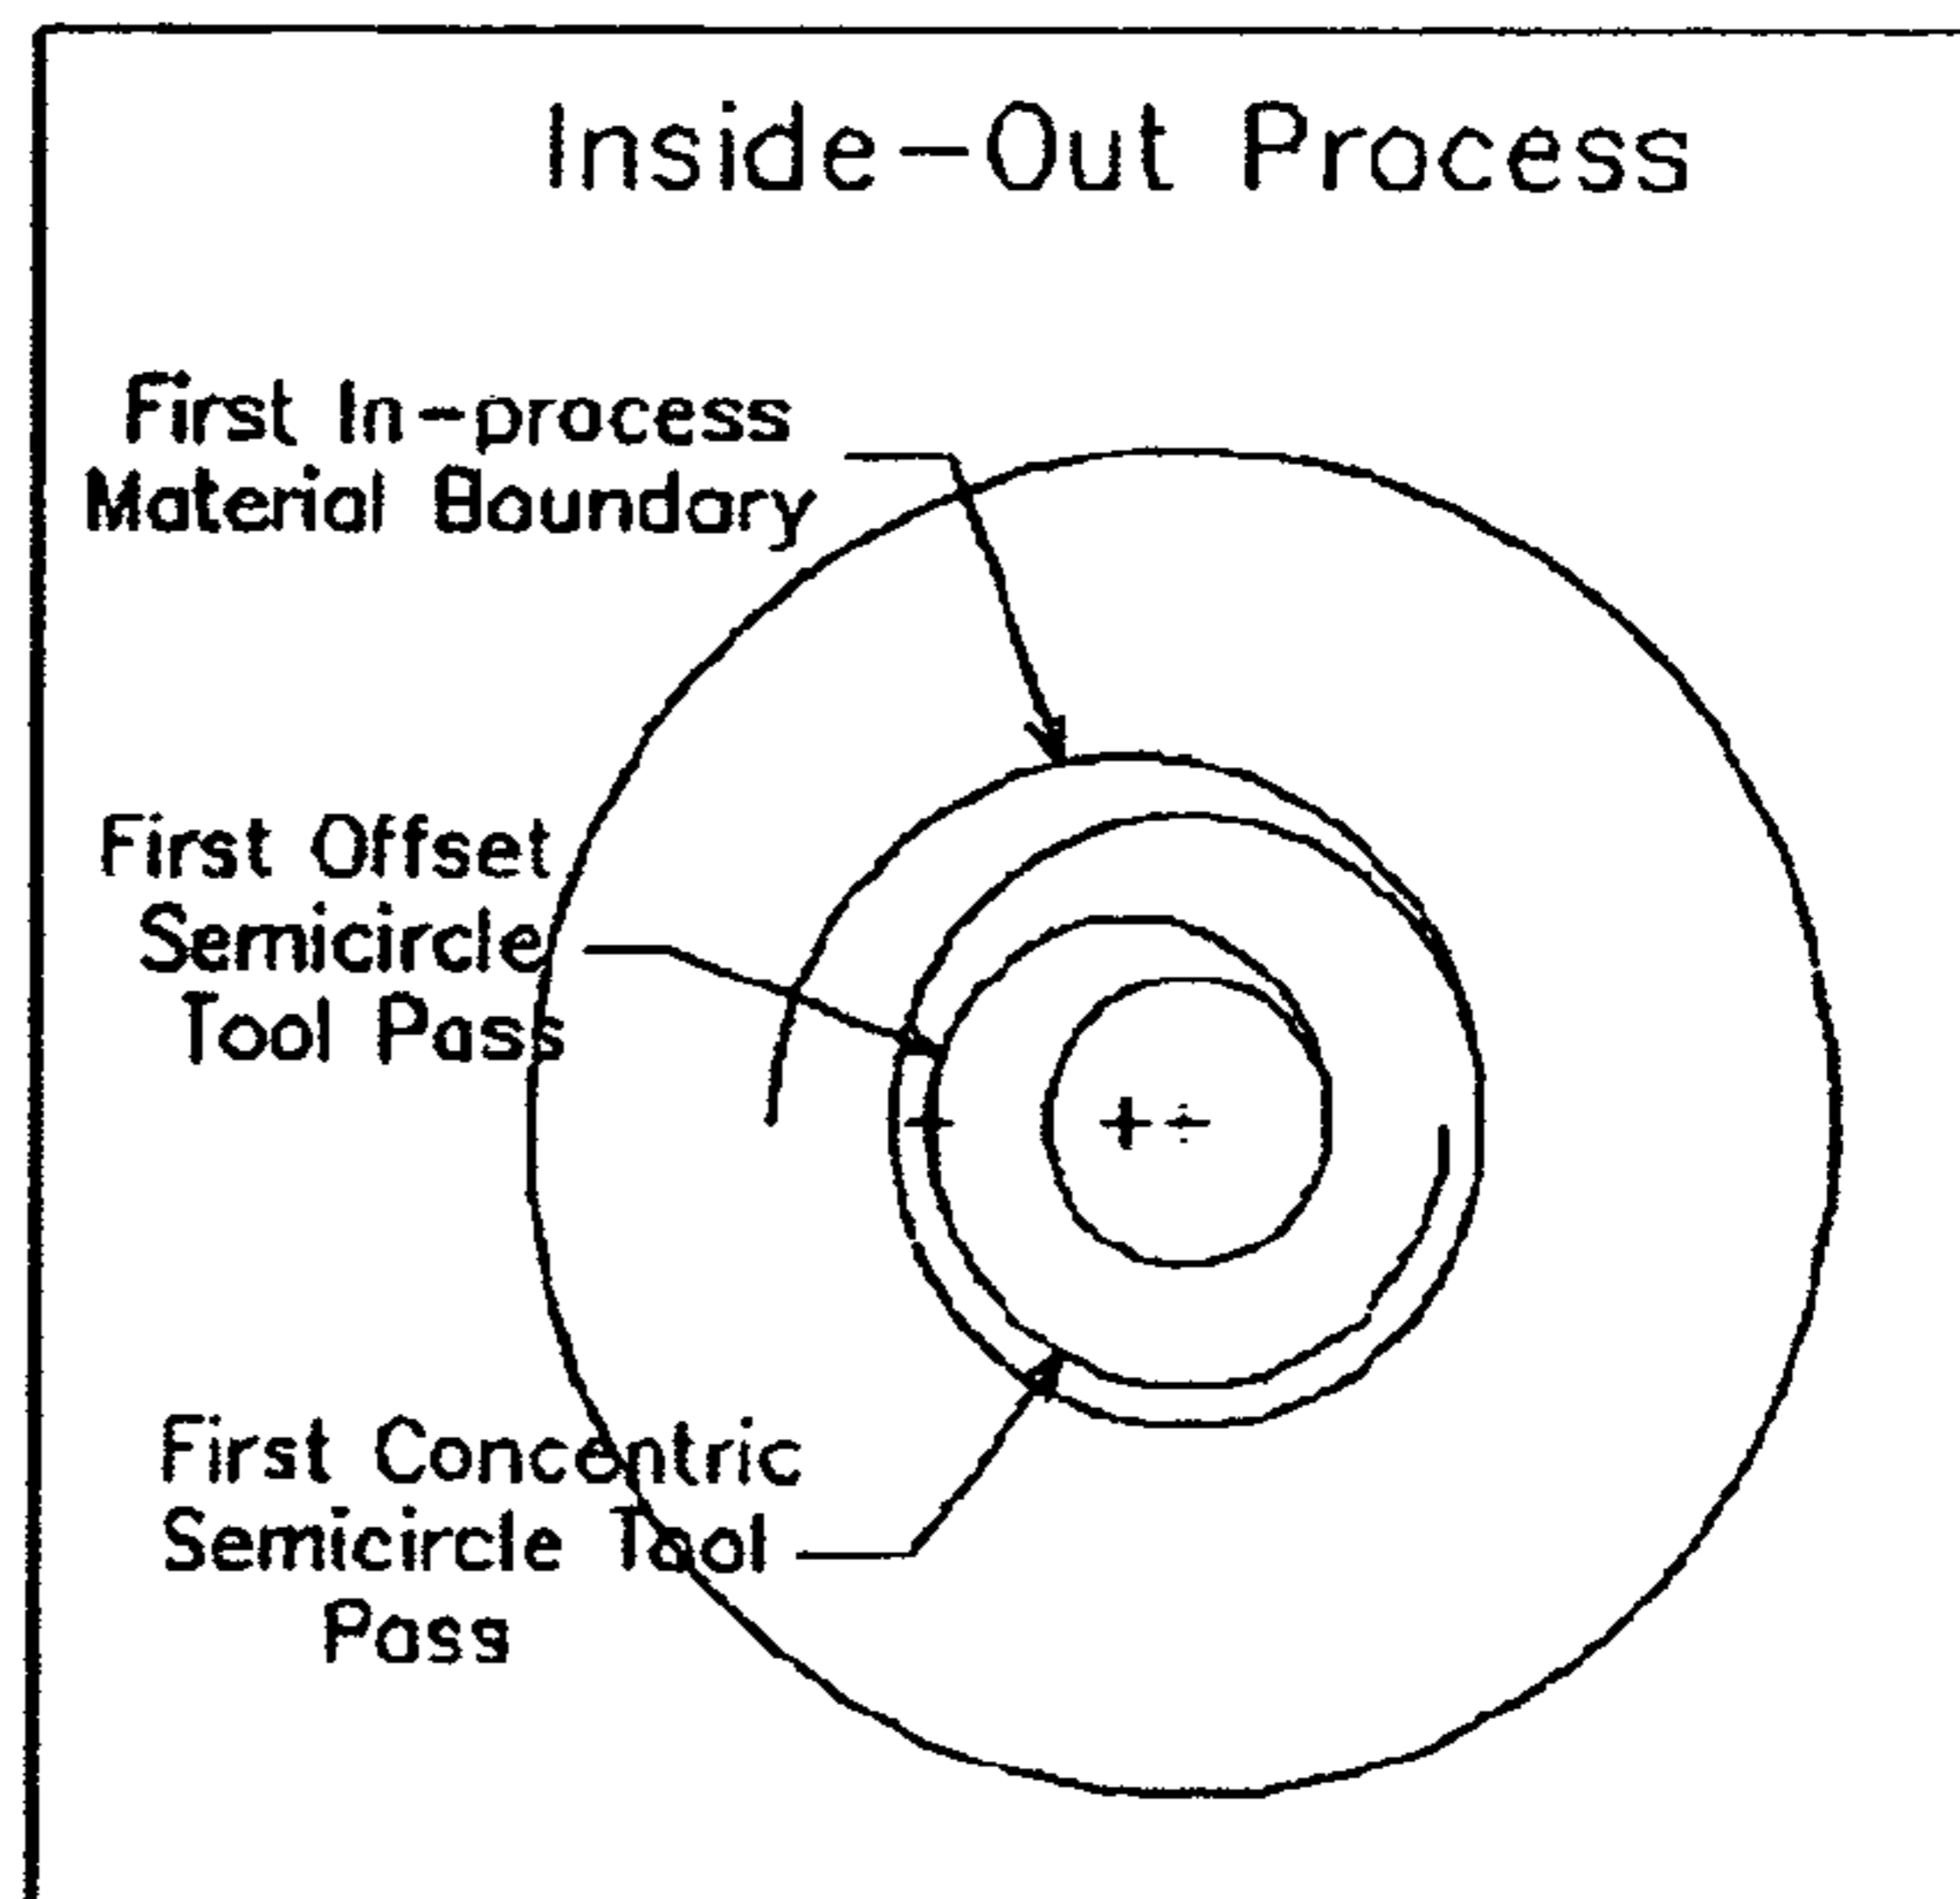 Inside-Out Process
First In-process
Material Boundary
First Offset
Semicircle
Tool Pass
First Concentric
Semicircle Tool
Pass